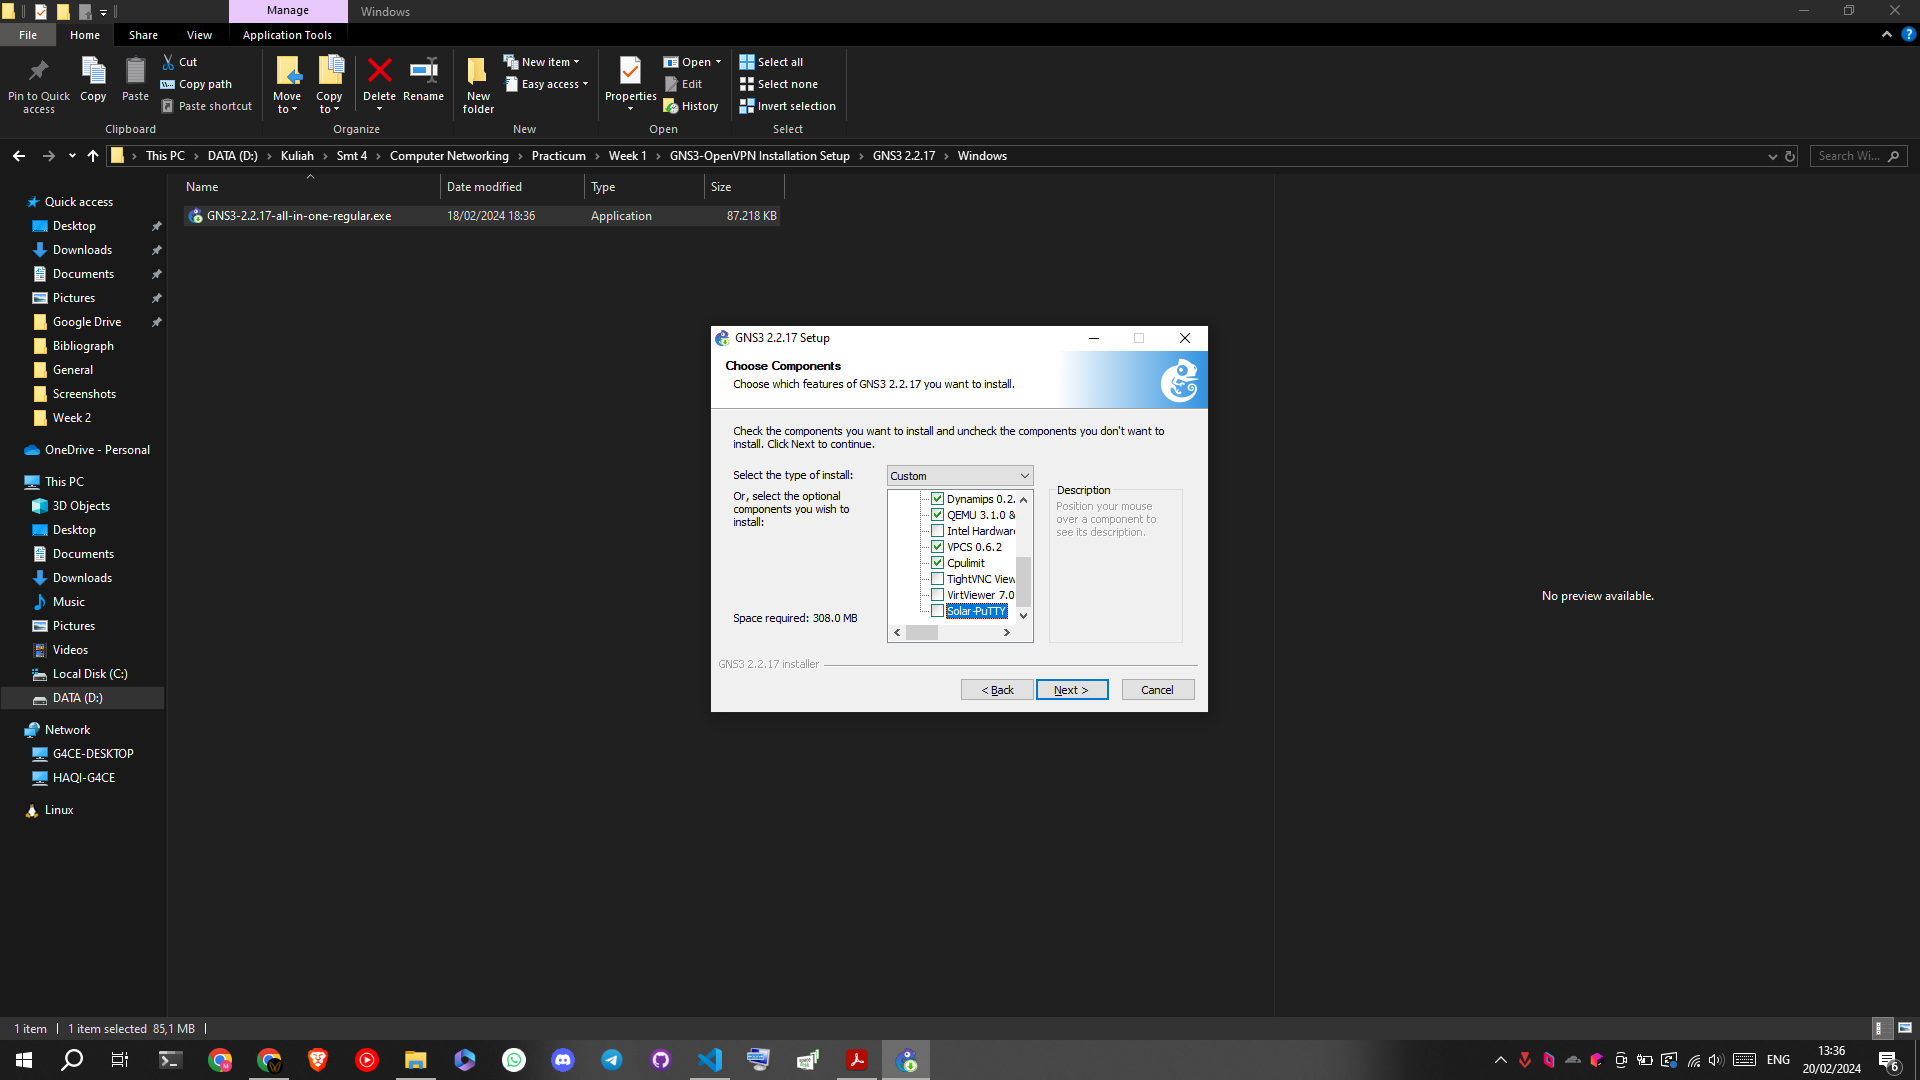 Manage
Windows
File
Home
Share
View
Application Tools
Pin to Quick access
Copy
Paste
Cut
Copy path
Paste shortcut
Clipboard
Move to
Copy to
Delete
Rename
Organize
New folder
New item
Easy access
New
Properties
Open
Edit
History
Open
Select all
Select none
Invert selection
Select
This PC
DATA (D:)
Kuliah
Smt 4
Computer Networking
Practicum
Week 1
GNS3-OpenVPN Installation Setup
GNS3 2.2.17
Windows
Search Wi...
Name
Date modified
Type
Size
GNS3-2.2.17-all-in-one-regular.exe
18/02/2024 18:36
Application
87.218 KB
Quick access
Desktop
Downloads
Documents
Pictures
Google Drive
Bibliograph
General
Screenshots
Week 2
OneDrive - Personal
This PC
3D Objects
Desktop
Documents
Downloads
Music
Pictures
Videos
Local Disk (C:)
DATA (D:)
Network
G4CE-DESKTOP
HAQI-G4CE
Linux
GNS3 2.2.17 Setup
Choose Components
Choose which features of GNS3 2.2.17 you want to install.
Check the components you want to install and uncheck the components you don't want to
install. Click Next to continue.
Select the type of install:
Custom
Or, select the optional
components you wish to
install:
Dynamips 0.2.
QEMU 3.1.0 &
Intel Hardwar
VPCS 0.6.2
Cpulimit
TightVNC View
VirtViewer 7.0
Solar-PuTTY
Description
Position your mouse
over a component to
see its description.
Space required: 308.0 MB
GNS3 2.2.17 installer
< Back
Next >
Cancel
No preview available.
1 item
1 item selected 85,1 MB
ENG
13:36
20/02/2024
6